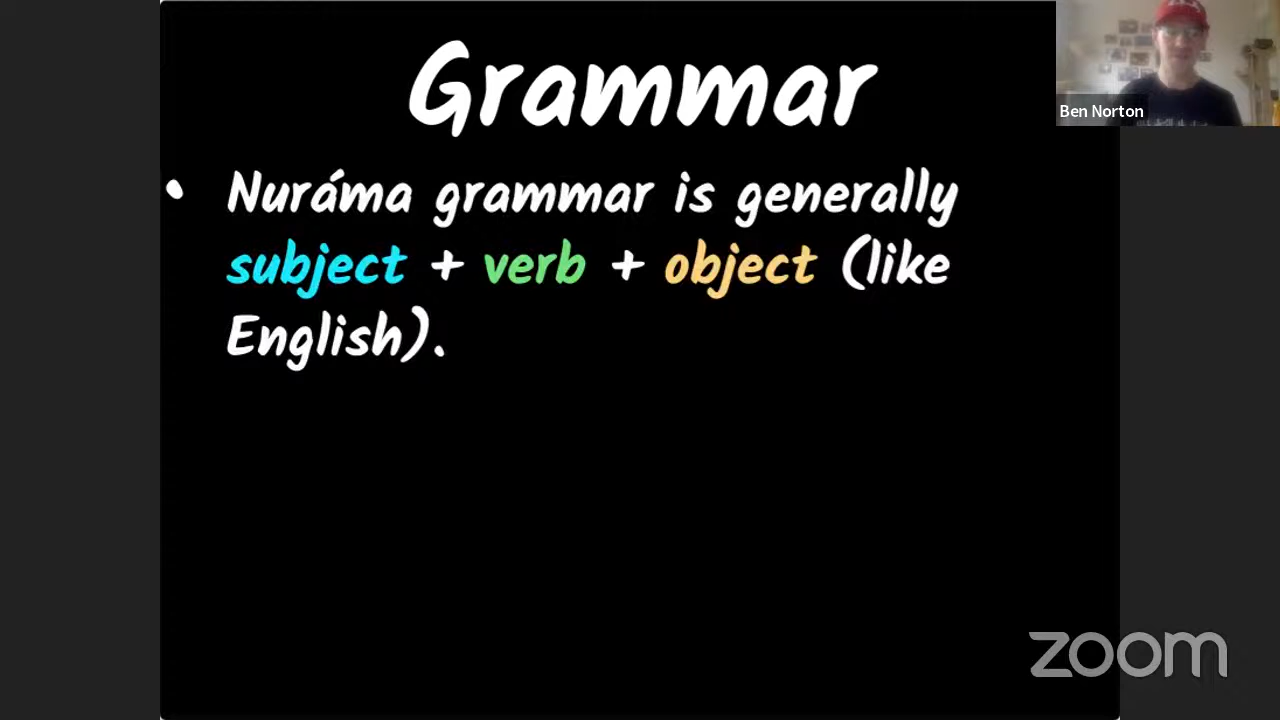 Grammar
Ben Norton
• Nuráma grammar is generally
subject + verb + object (like
English).
zoom